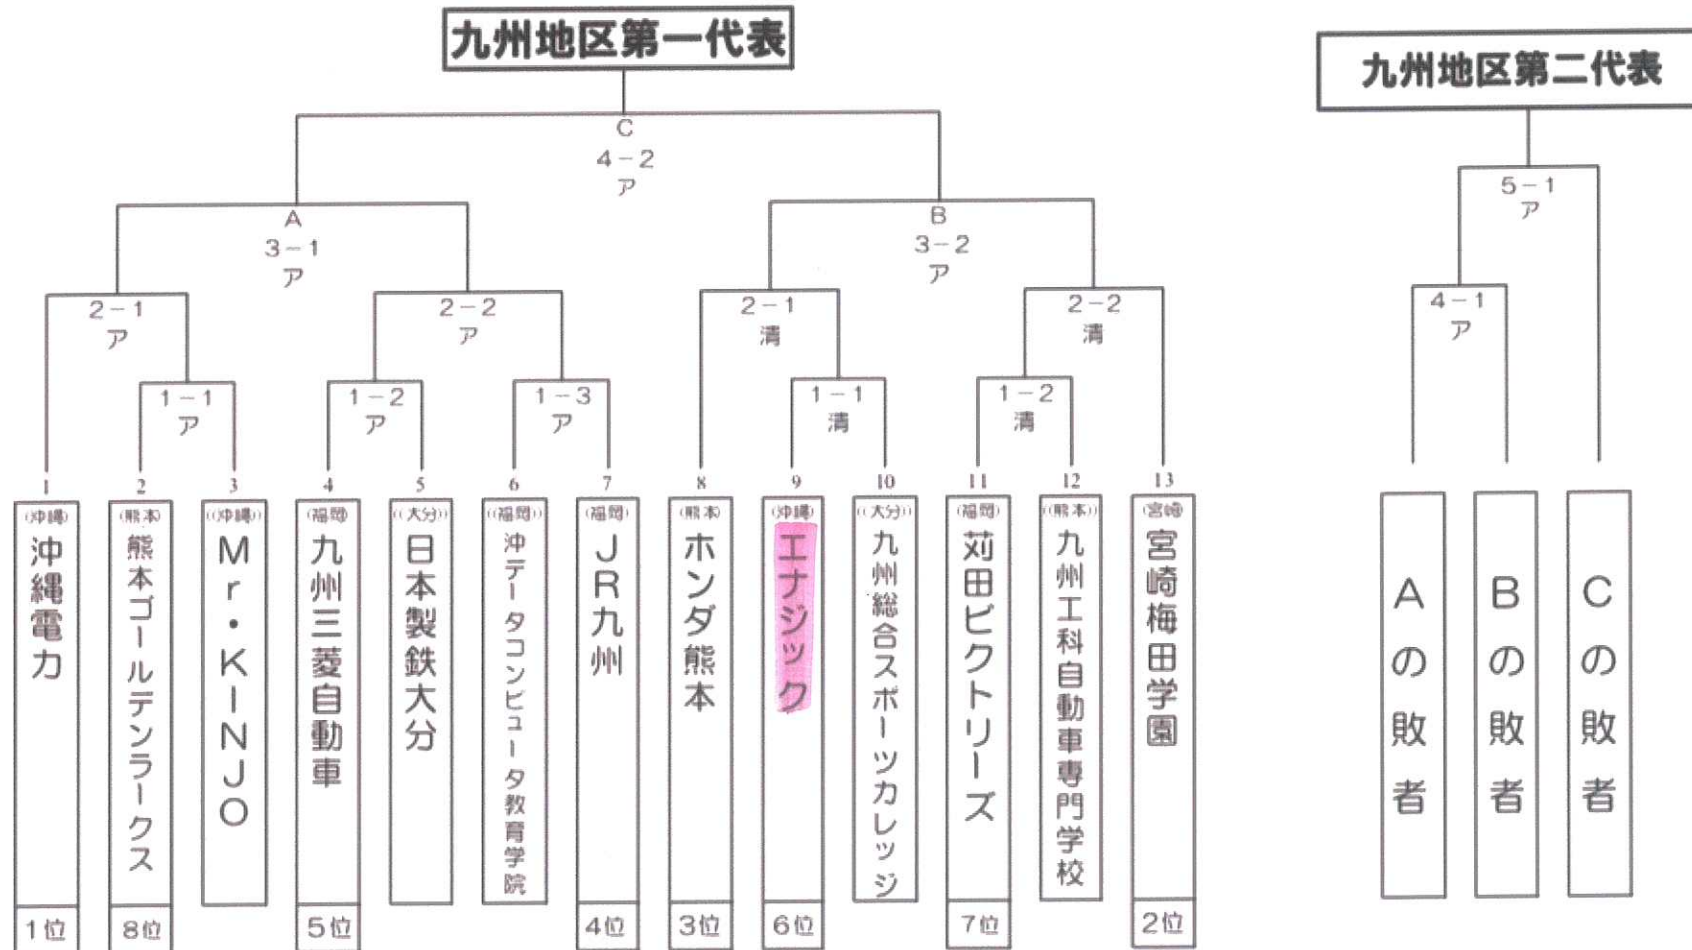 九州地区第一代表
九州地区第二代表
C
4-2
ア
A
3-1
ア
B
3-2
ア
5-1
ア
2-1
ア
2-2
ア
2-1
清
2-2
清
4-1
ア
1-1
ア
1-2
ア
1-3
ア
1-1
清
1-2
清
1
(沖縄)
沖縄電力
1位
2
(熊本)
熊本ゴールデンラークス
8位
3
((沖縄))
Mr・KINJO
4
(福岡)
九州三菱自動車
5位
5
((大分))
日本製鉄大分
6
((福岡))
沖データコンピュータ教育学院
7
(福岡)
JR九州
4位
8
(熊本)
ホンダ熊本
3位
9
(沖縄)
エナジック
6位
10
((大分))
九州総合スポーツカレッジ
11
(福岡)
苅田ビクトリーズ
7位
12
((熊本))
九州工科自動車専門学校
13
(宮崎)
宮崎梅田学園
2位
Aの敗者
Bの敗者
Cの敗者